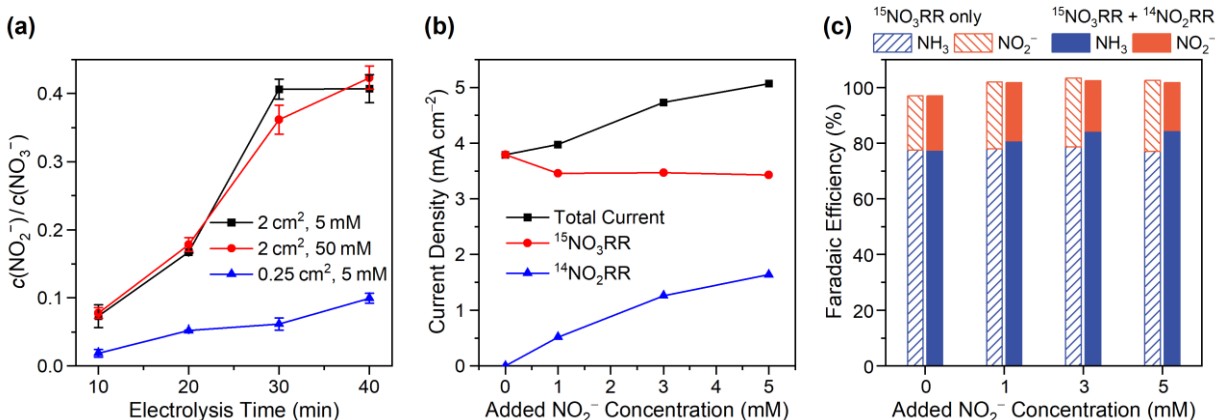 (a)
c(NO₂⁻) / c(NO₃⁻)
0.4
0.3
0.2
0.1
0.0
2 cm², 5 mM
2 cm², 50 mM
0.25 cm², 5 mM
10 20 30 40
Electrolysis Time (min)
(b)
Current Density (mA cm⁻²)
5
4
3
2
1
0
Total Current
¹⁵NO₃RR
¹⁴NO₂RR
0 1 2 3 4 5
Added NO₂⁻ Concentration (mM)
(c)
¹⁵NO₃RR only ¹⁵NO₃RR + ¹⁴NO₂RR
NH₃ NO₂⁻ NH₃ NO₂⁻
Faradaic Efficiency (%)
100
80
60
40
20
0
0 1 3 5
Added NO₂⁻ Concentration (mM)